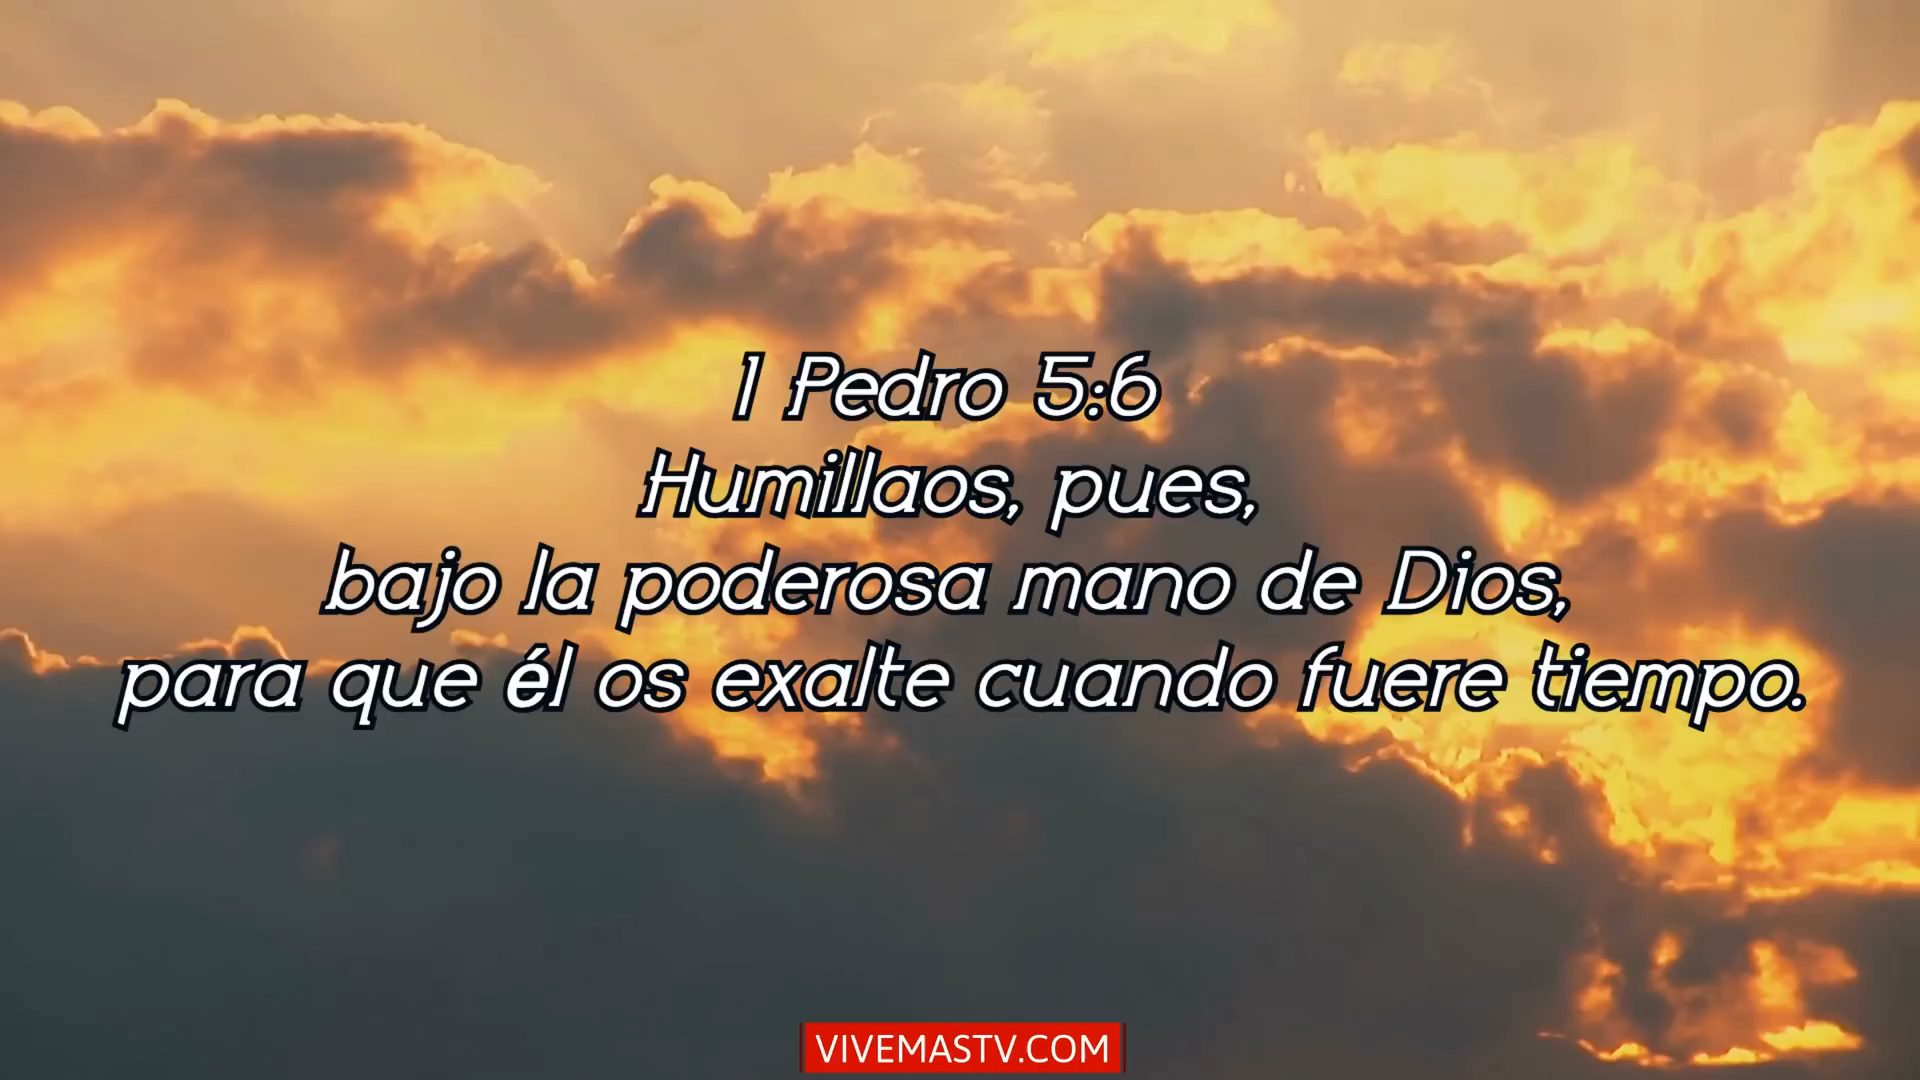 1 Pedro 5:6
Humillaos, pues,
bajo la poderosa mano de Dios,
para que él os exalte cuando fuere tiempo.
VIVEMASTV.COM